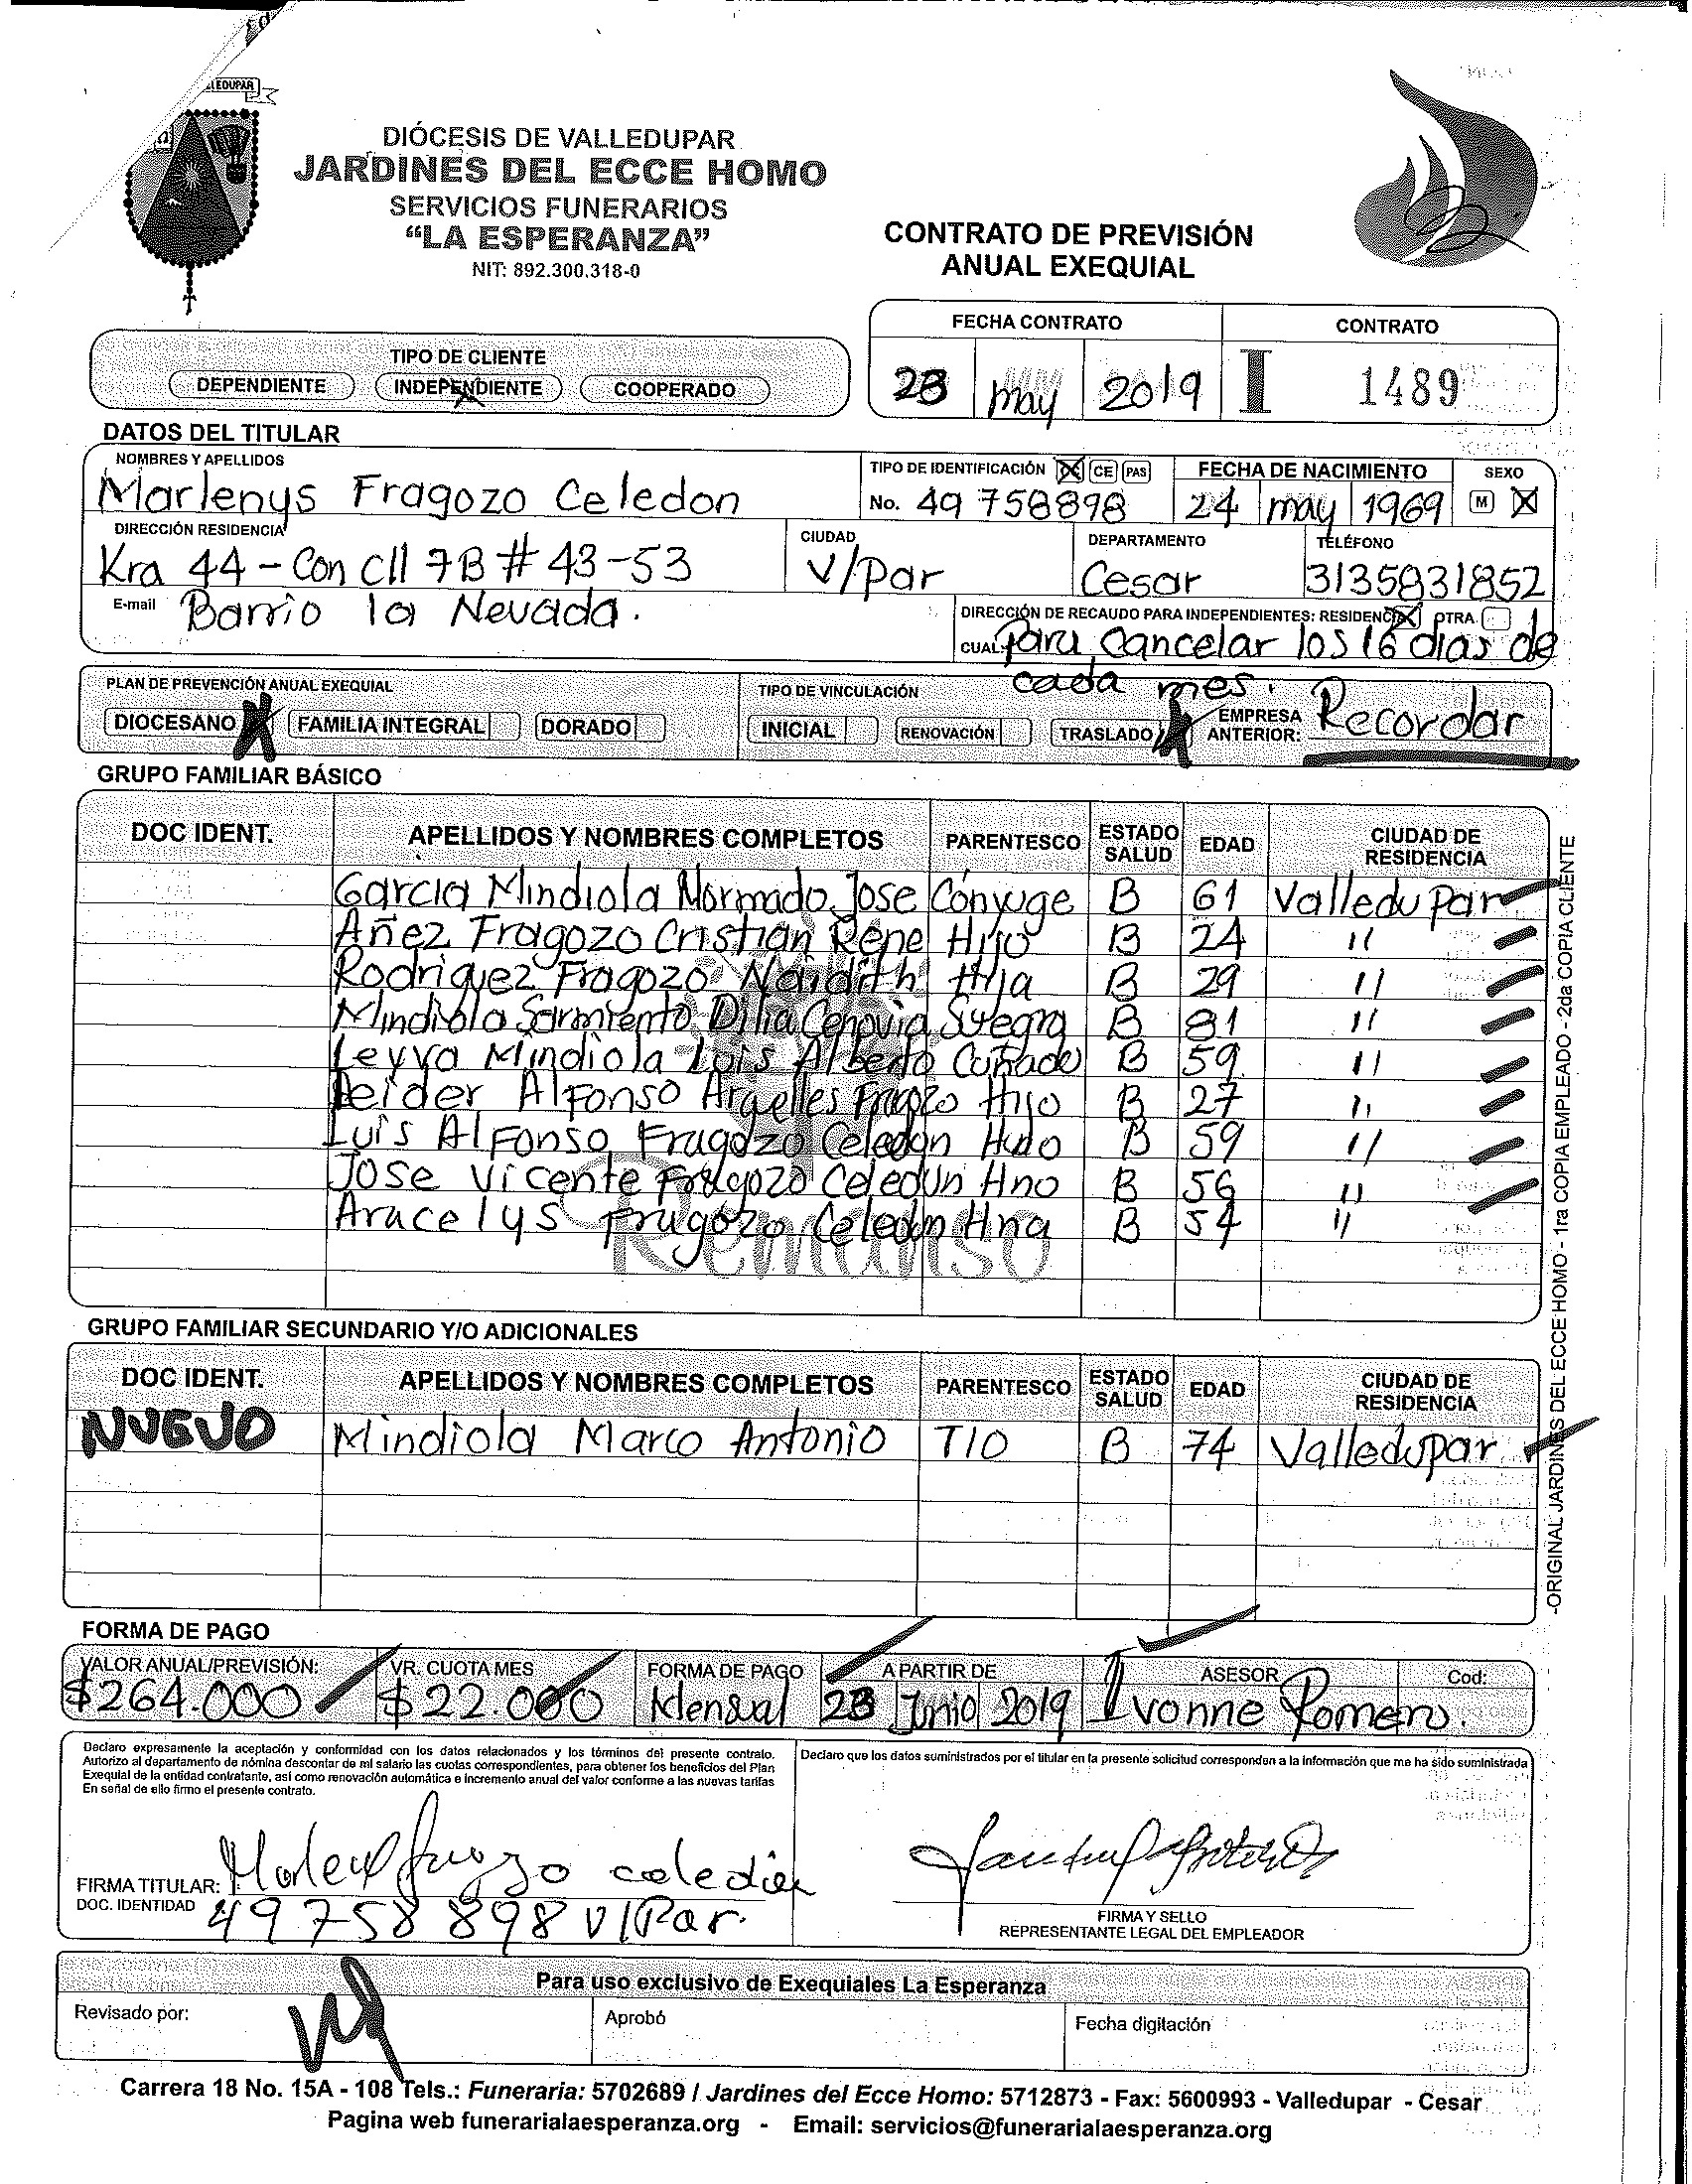 LEDUPAR
DIÓCESIS DE VALLEDUPAR
JARDINES DEL ECCE HOMO
SERVICIOS FUNERARIOS
“LA ESPERANZA”
NIT: 892.300.318-0
CONTRATO DE PREVISIÓN
ANUAL EXEQUIAL
FECHA CONTRATO CONTRATO
28 may 2019 I 1489
TIPO DE CLIENTE
DEPENDIENTE INDEPENDIENTE COOPERADO
DATOS DEL TITULAR
NOMBRES Y APELLIDOS TIPO DE IDENTIFICACIÓN CE PAS FECHA DE NACIMIENTO SEXO
Marlenys Fragozo Celedon No. 49 758898 24 may 1969 M X
DIRECCIÓN RESIDENCIA CIUDAD DEPARTAMENTO TELÉFONO
Kra 44 - Con Cll 7B # 43-53 V/Par Cesar 3135831852
E-mail Barrio la Nevada. DIRECCIÓN DE RECAUDO PARA INDEPENDIENTES: RESIDENCIA X OTRA
CUAL: Para Cancelar los 16 dias de
cada mes.
PLAN DE PREVENCIÓN ANUAL EXEQUIAL TIPO DE VINCULACIÓN
DIOCESANO X FAMILIA INTEGRAL DORADO INICIAL RENOVACIÓN TRASLADO X EMPRESA ANTERIOR: Recordar
GRUPO FAMILIAR BÁSICO
DOC IDENT. APELLIDOS Y NOMBRES COMPLETOS PARENTESCO ESTADO SALUD EDAD CIUDAD DE RESIDENCIA
Garcia Mindiola Normado Jose Cónyuge B 61 Valledupar
Añez Fragozo Cristian Rene Hijo B 24 "
Rodriguez Fragozo Naidith Hija B 29 "
Mindiola Sarmiento Dilia Cenovia Suegra B 81 "
Leyva Mindiola Luis Alberto Cuñado B 59 "
Deider Alfonso Argelles Fragozo Hijo B 27 "
Luis Alfonso Fragozo Celedon B 59 "
Jose Vicente Fragozo Celedon Hno B 56 "
Aracelys Fragozo Celedon Hna B 54 "
Remanso
GRUPO FAMILIAR SECUNDARIO Y/O ADICIONALES
DOC IDENT. APELLIDOS Y NOMBRES COMPLETOS PARENTESCO ESTADO SALUD EDAD CIUDAD DE RESIDENCIA
NUEVO Mindiola Marco Antonio TIO B 74 Valledupar
-ORIGINAL JARDINES DEL ECCE HOMO - 1ra COPIA EMPLEADO - 2da COPIA CLIENTE
FORMA DE PAGO
VALOR ANUAL/PREVISIÓN: VR. CUOTA MES FORMA DE PAGO A PARTIR DE ASESOR Cod:
$264.000 $22.000 Mensual 28 Junio 2019 Ivonne Romero.
Declaro expresamente la aceptación y conformidad con los datos relacionados y los términos del presente contrato.
Autorizo al departamento de nómina descontar de mi salario las cuotas correspondientes, para obtener los beneficios del Plan
Exequial de la entidad contratante, así como renovación automática e incremento anual del valor conforme a las nuevas tarifas
En señal de ello firmo el presente contrato.
Declaro que los datos suministrados por el titular en la presente solicitud corresponden a la información que me ha sido suministrada
FIRMA TITULAR: fragozo celedon
DOC. IDENTIDAD 49758898 V/Par.
FIRMA Y SELLO
REPRESENTANTE LEGAL DEL EMPLEADOR
Para uso exclusivo de Exequiales La Esperanza
Revisado por: Aprobó Fecha digitación
Carrera 18 No. 15A - 108 Tels.: Funeraria: 5702689 / Jardines del Ecce Homo: 5712873 - Fax: 5600993 - Valledupar - Cesar
Pagina web funerarialaesperanza.org - Email: servicios@funerarialaesperanza.org